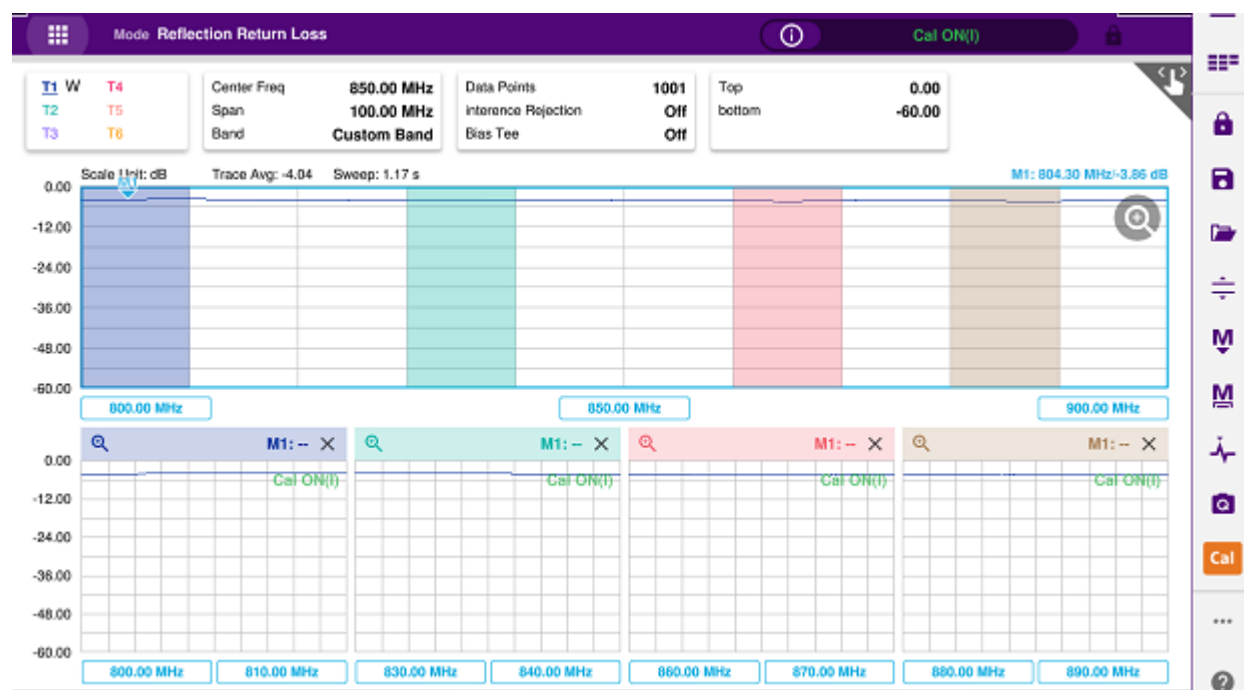 Mode Reflection Return Loss
Cal ON(I)
T1 W T4
T2 T5
T3 T6
Center Freq 850.00 MHz
Span 100.00 MHz
Band Custom Band
Data Points 1001
interence Rejection Off
Bias Tee Off
Top 0.00
bottom -60.00
Scale Unit: dB Trace Avg: -4.04 Sweep: 1.17 s M1: 804.30 MHz/-3.86 dB
M1
0.00
-12.00
-24.00
-36.00
-48.00
-60.00
800.00 MHz 850.00 MHz 900.00 MHz
M1: -- M1: -- M1: -- M1: --
0.00
Cal ON(I) Cal ON(I) Cal ON(I) Cal ON(I)
-12.00
-24.00
-36.00
-48.00
-60.00
800.00 MHz 810.00 MHz 830.00 MHz 840.00 MHz 860.00 MHz 870.00 MHz 880.00 MHz 890.00 MHz
M
M
Cal